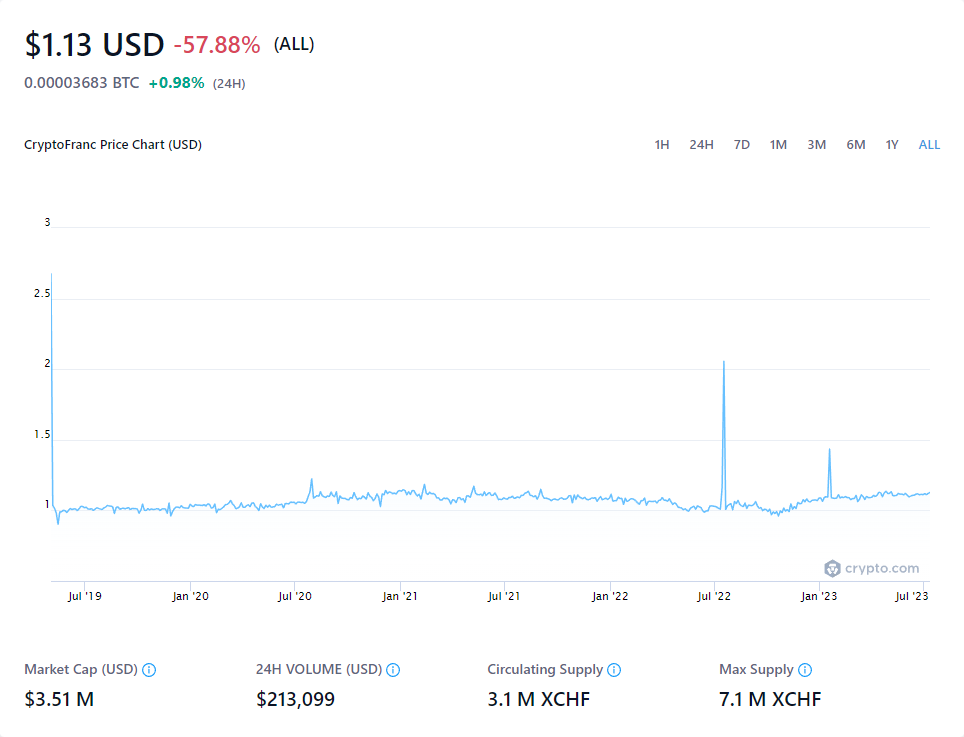 $1.13 USD -57.88% (ALL)
0.00003683 BTC +0.98% (24H)
CryptoFranc Price Chart (USD) 1H 24H 7D 1M 3M 6M 1Y ALL
3
2.5
2
1.5
1
crypto.com
Jul '19 Jan '20 Jul '20 Jan '21 Jul '21 Jan '22 Jul '22 Jan '23 Jul '23
Market Cap (USD) 24H VOLUME (USD) Circulating Supply Max Supply
$3.51 M $213,099 3.1 M XCHF 7.1 M XCHF